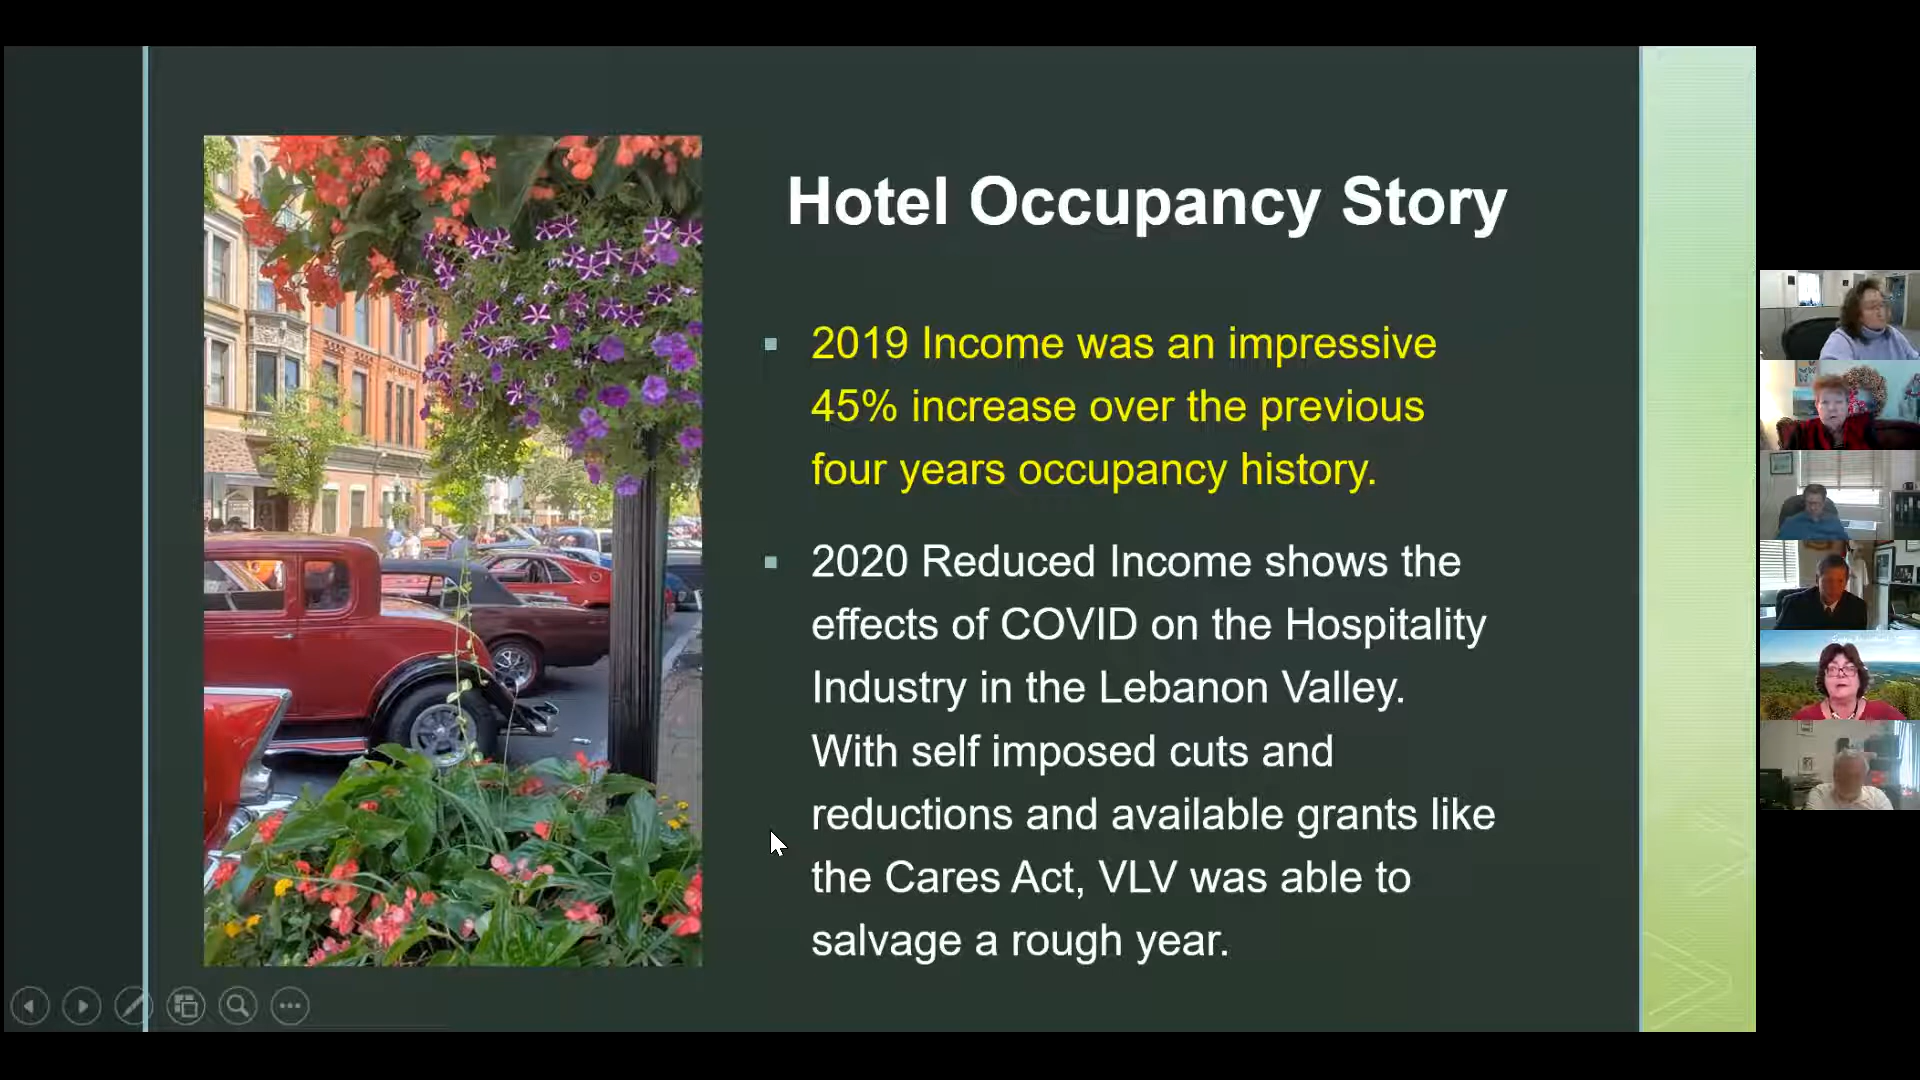 Hotel Occupancy Story
2019 Income was an impressive
45% increase over the previous
four years occupancy history.
2020 Reduced Income shows the
effects of COVID on the Hospitality
Industry in the Lebanon Valley.
With self imposed cuts and
reductions and available grants like
the Cares Act, VLV was able to
salvage a rough year.